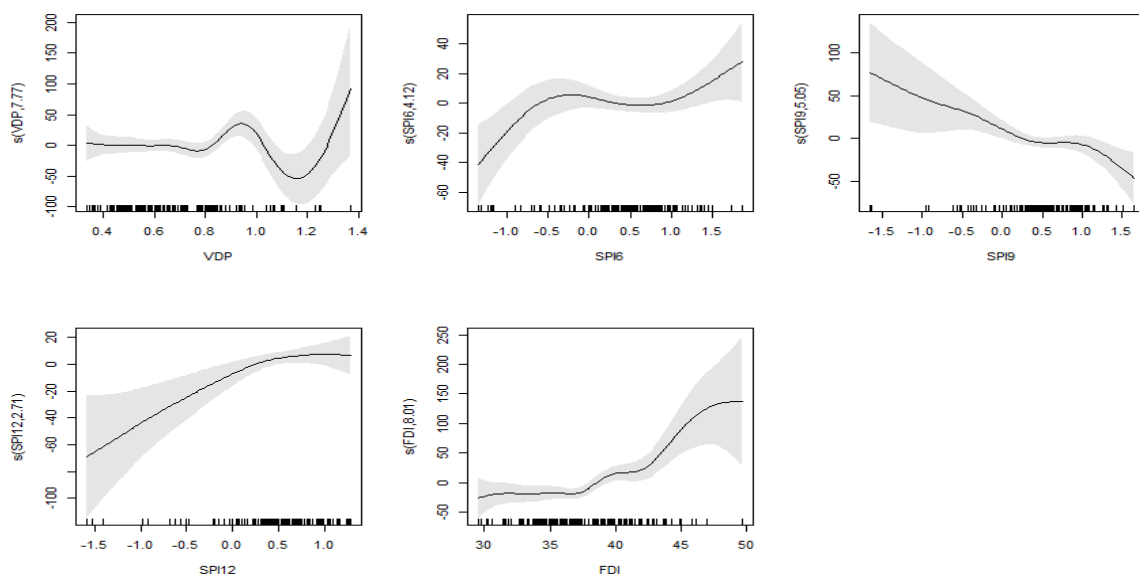 s(VDP,7.77)
200
150
100
50
0
-50
-100
0.4 0.6 0.8 1.0 1.2 1.4
VDP
s(SPI6,4.12)
40
20
0
-20
-40
-60
-1.0 -0.5 0.0 0.5 1.0 1.5
SPI6
s(SPI9,5.05)
100
50
0
-50
-1.5 -1.0 -0.5 0.0 0.5 1.0 1.5
SPI9
s(SPI12,2.71)
20
0
-20
-40
-60
-100
-1.5 -1.0 -0.5 0.0 0.5 1.0
SPI12
s(FDI,8.01)
250
200
150
100
50
0
-50
30 35 40 45 50
FDI